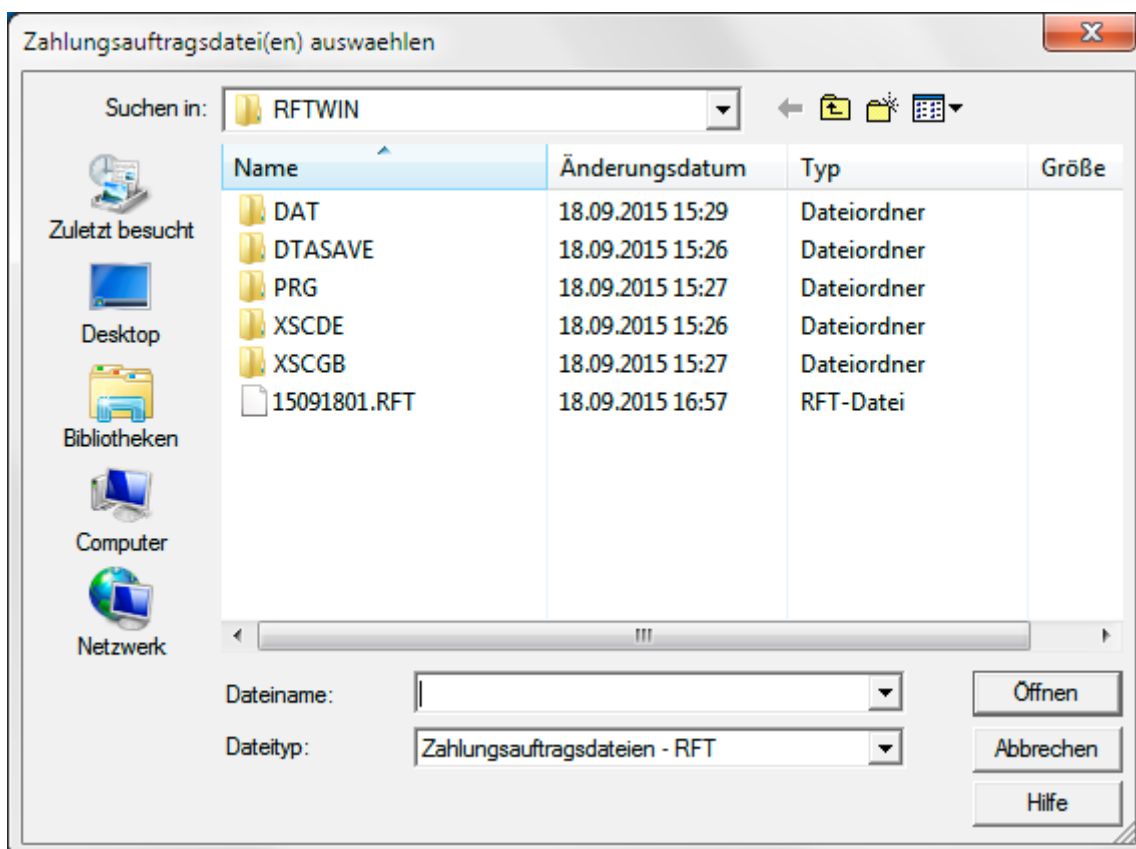 Zahlungsauftragsdatei(en) auswaehlen
Suchen in: RFTWIN
Name Änderungsdatum Typ Größe
DAT 18.09.2015 15:29 Dateiordner
DTASAVE 18.09.2015 15:26 Dateiordner
PRG 18.09.2015 15:27 Dateiordner
XSCDE 18.09.2015 15:26 Dateiordner
XSCGB 18.09.2015 15:27 Dateiordner
15091801.RFT 18.09.2015 16:57 RFT-Datei
Zuletzt besucht
Desktop
Bibliotheken
Computer
Netzwerk
Dateiname: Öffnen
Dateityp: Zahlungsauftragsdateien - RFT Abbrechen
Hilfe